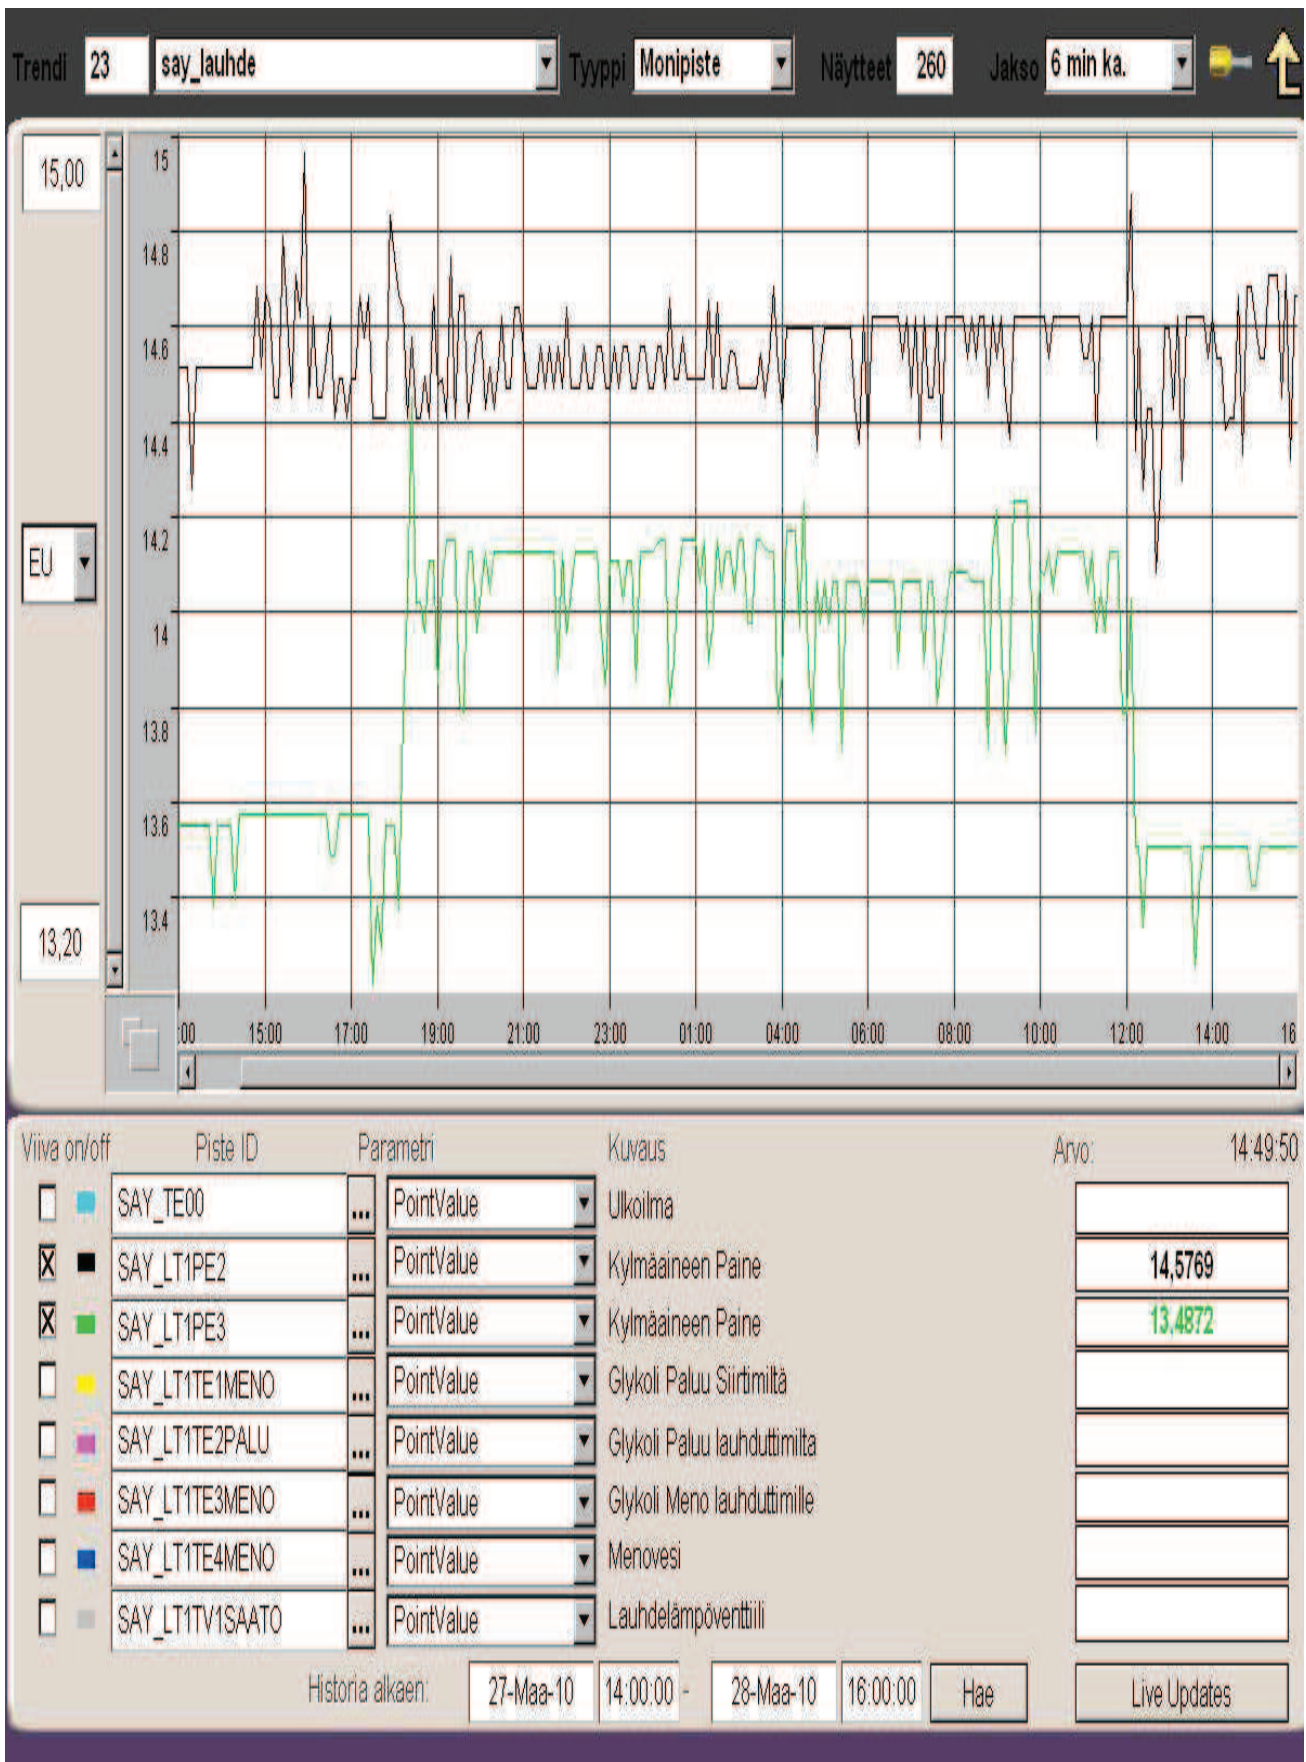 Trendi 23 say_lauhde Tyyppi Monipiste Näytteet 260 Jakso 6 min ka.
15,00
EU
13,20
15
14.8
14.6
14.4
14.2
14
13.8
13.6
13.4
:00 15:00 17:00 19:00 21:00 23:00 01:00 04:00 06:00 08:00 10:00 12:00 14:00 16
Viiva on/off Piste ID Parametri Kuvaus Arvo: 14:49:50
SAY_TE00 ... PointValue Ulkoilma
SAY_LT1PE2 ... PointValue Kylmäaineen Paine 14,5769
SAY_LT1PE3 ... PointValue Kylmäaineen Paine 13,4872
SAY_LT1TE1MENO ... PointValue Glykoli Paluu Siirtimiltä
SAY_LT1TE2PALU ... PointValue Glykoli Paluu lauhduttimilta
SAY_LT1TE3MENO ... PointValue Glykoli Meno lauhduttimille
SAY_LT1TE4MENO ... PointValue Menovesi
SAY_LT1TV1SAATO ... PointValue Lauhdelämpöventtiili
Historia alkaen: 27-Maa-10 14:00:00 - 28-Maa-10 16:00:00 Hae Live Updates